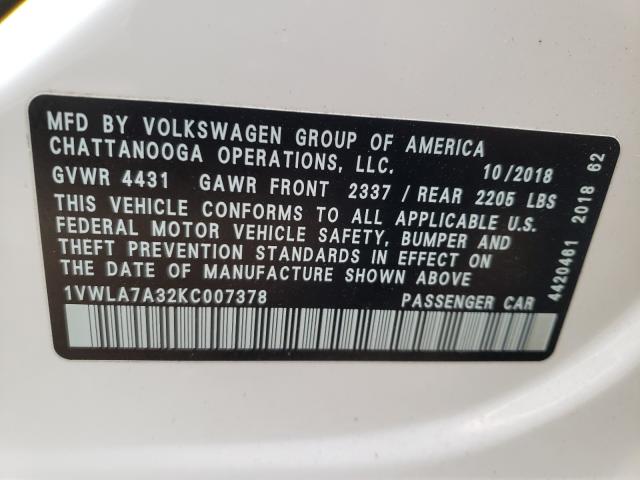 MFD BY VOLKSWAGEN GROUP OF AMERICA
CHATTANOOGA OPERATIONS, LLC. 10/2018
GVWR 4431 GAWR FRONT 2337 / REAR 2205 LBS
THIS VEHICLE CONFORMS TO ALL APPLICABLE U.S.
FEDERAL MOTOR VEHICLE SAFETY, BUMPER AND
THEFT PREVENTION STANDARDS IN EFFECT ON
THE DATE OF MANUFACTURE SHOWN ABOVE
1VWLA7A32KC007378 PASSENGER CAR
4420461 2018 62